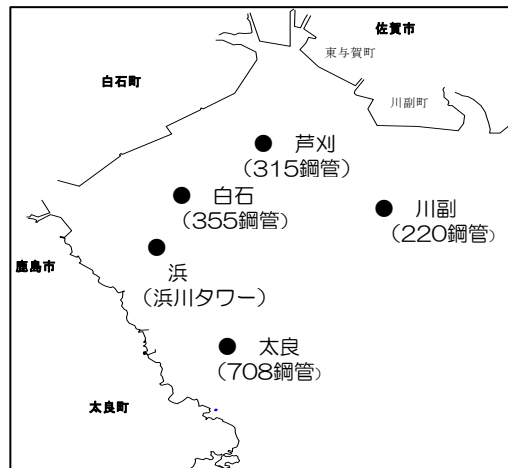 佐賀市
東与賀町
白石町
川副町
芦刈
(315鋼管)
白石
(355鋼管)
川副
(220鋼管)
鹿島市
浜
(浜川タワー)
太良
(708鋼管)
太良町